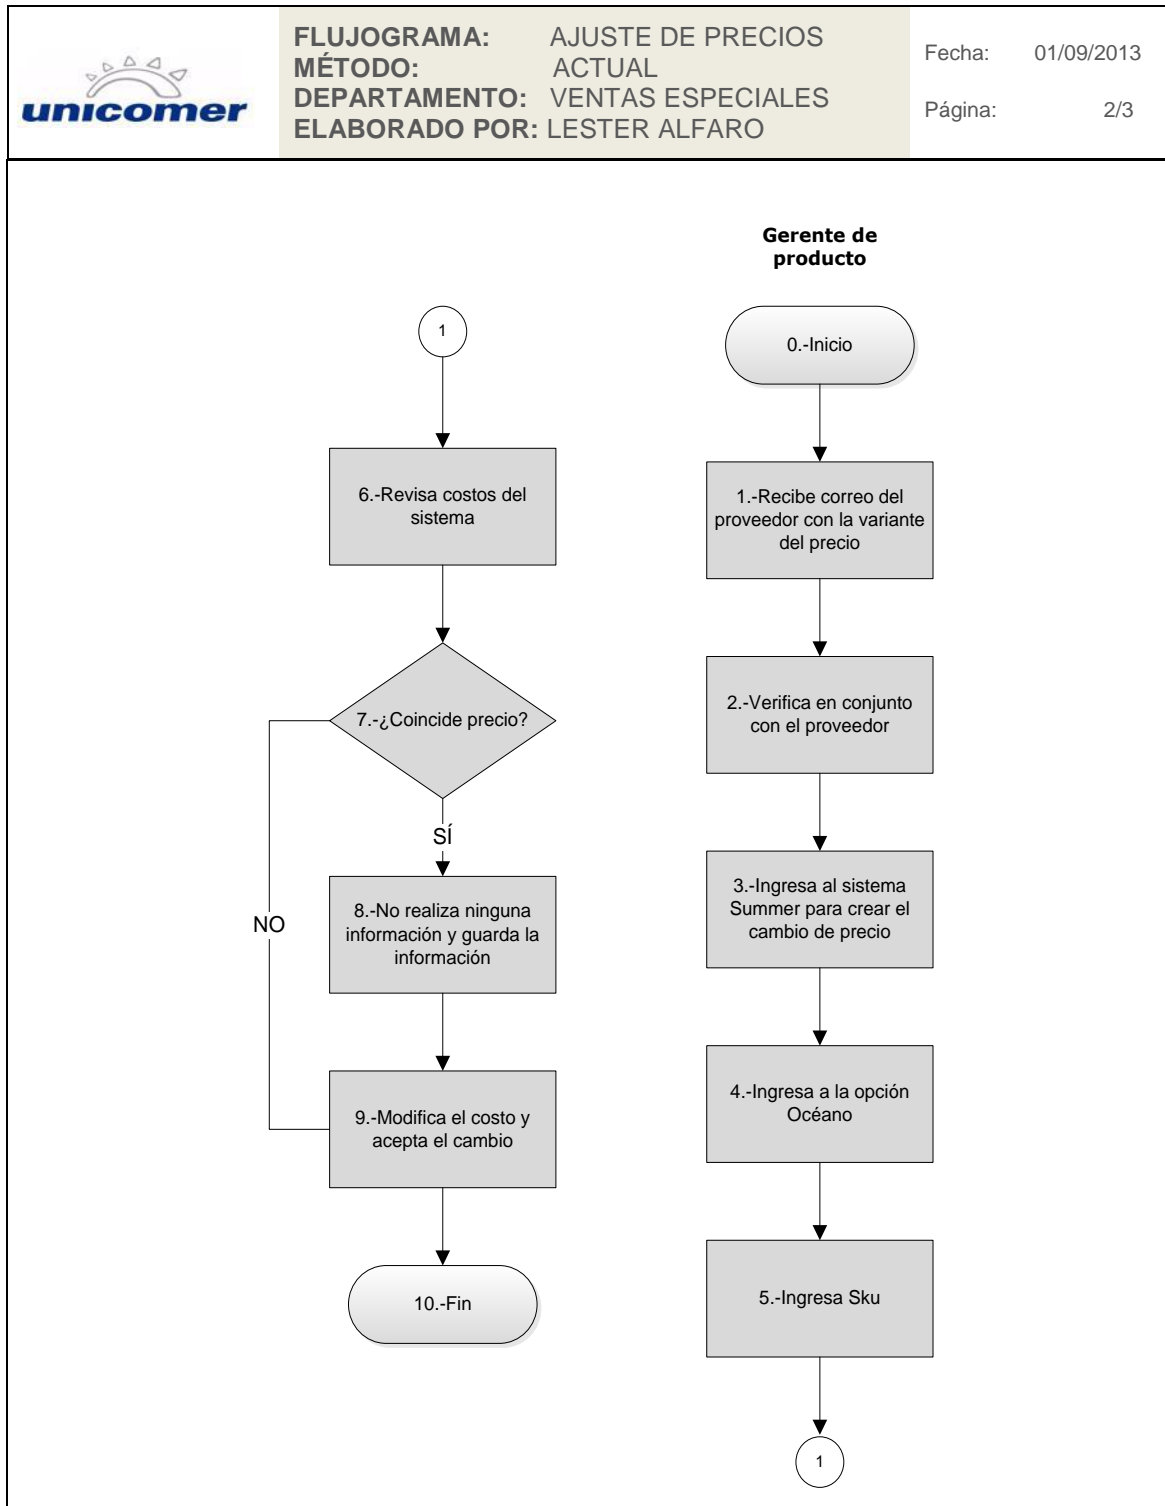 unicomer
FLUJOGRAMA: AJUSTE DE PRECIOS
MÉTODO: ACTUAL
DEPARTAMENTO: VENTAS ESPECIALES
ELABORADO POR: LESTER ALFARO
Fecha: 01/09/2013
Página: 2/3
Gerente de
producto
0.-Inicio
1.-Recibe correo del
proveedor con la variante
del precio
2.-Verifica en conjunto
con el proveedor
3.-Ingresa al sistema
Summer para crear el
cambio de precio
4.-Ingresa a la opción
Océano
5.-Ingresa Sku
1
1
6.-Revisa costos del
sistema
7.-¿Coincide precio?
SÍ
NO
8.-No realiza ninguna
información y guarda la
información
9.-Modifica el costo y
acepta el cambio
10.-Fin